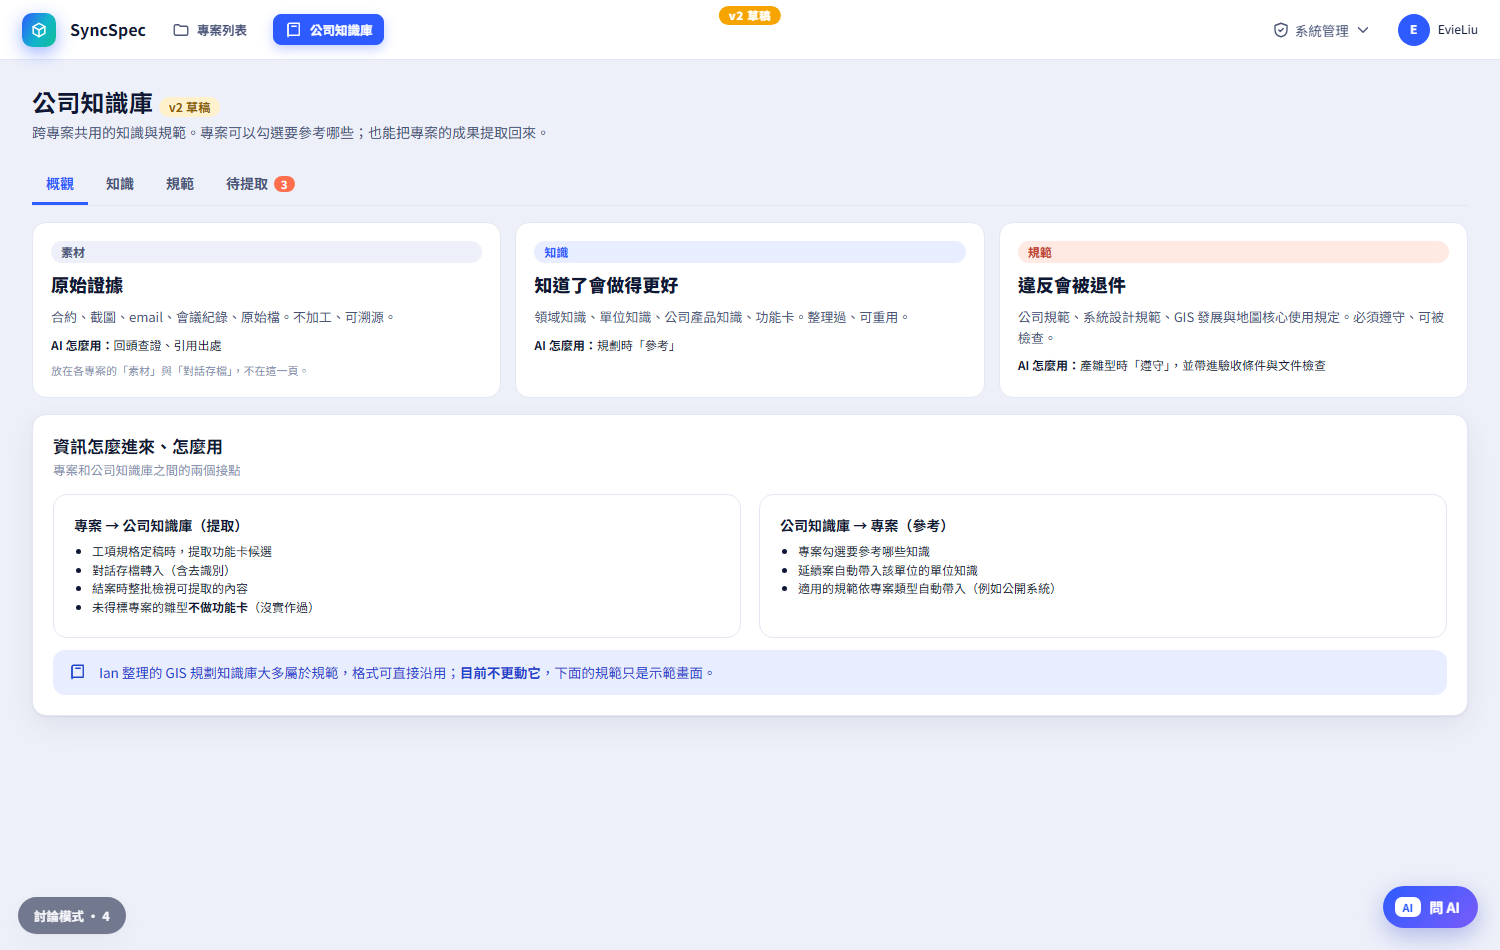 SyncSpec
專案列表
公司知識庫
v2 草稿
系統管理
E
EvieLiu
公司知識庫 v2 草稿
跨專案共用的知識與規範。專案可以勾選要參考哪些；也能把專案的成果提取回來。
概觀
知識
規範
待提取 3
素材
原始證據
合約、截圖、email、會議紀錄、原始檔。不加工、可溯源。
AI 怎麼用：回頭查證、引用出處
放在各專案的「素材」與「對話存檔」，不在這一頁。
知識
知道了會做得更好
領域知識、單位知識、公司產品知識、功能卡。整理過、可重用。
AI 怎麼用：規劃時「參考」
規範
違反會被退件
公司規範、系統設計規範、GIS 發展與地圖核心使用規定。必須遵守、可被
檢查。
AI 怎麼用：產雛型時「遵守」，並帶進驗收條件與文件檢查
資訊怎麼進來、怎麼用
專案和公司知識庫之間的兩個接點
專案 → 公司知識庫（提取）
• 工項規格定稿時，提取功能卡候選
• 對話存檔轉入（含去識別）
• 結案時整批檢視可提取的內容
• 未得標專案的雛型不做功能卡（沒實作過）
公司知識庫 → 專案（參考）
• 專案勾選要參考哪些知識
• 延續案自動帶入該單位的單位知識
• 適用的規範依專案類型自動帶入（例如公開系統）
Ian 整理的 GIS 規劃知識庫大多屬於規範，格式可直接沿用；目前不更動它，下面的規範只是示範畫面。
討論模式 · 4
AI 問 AI